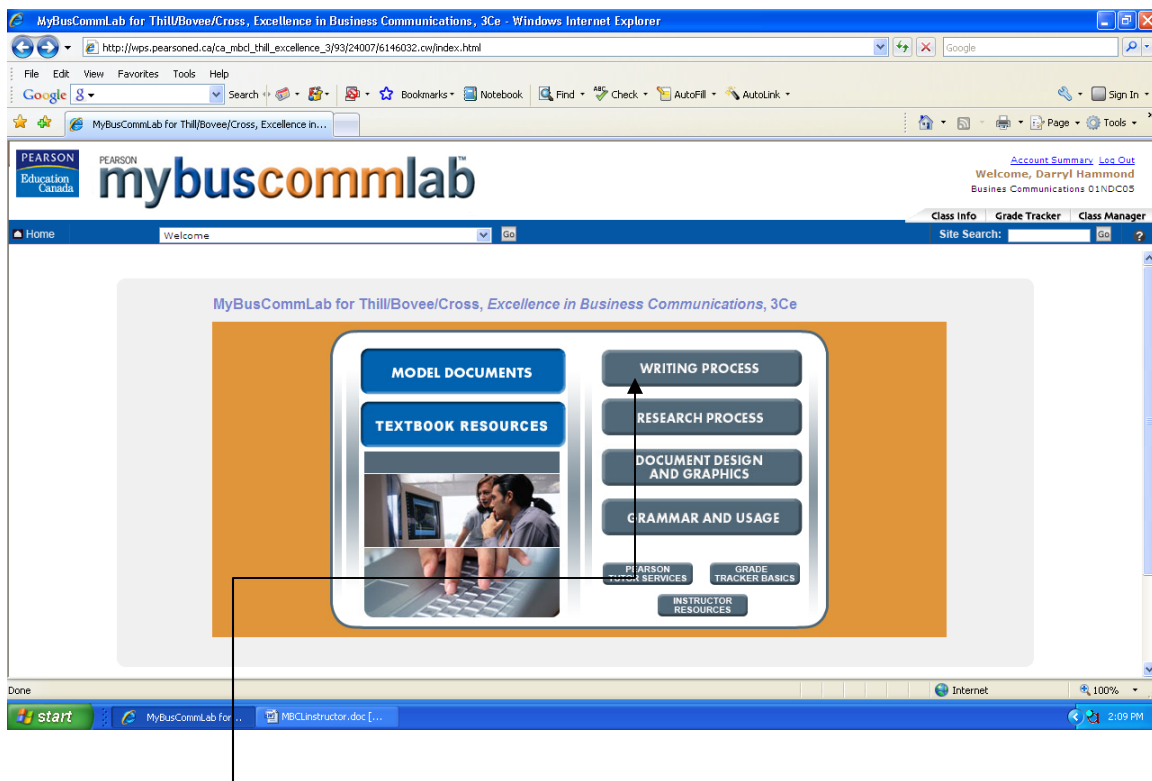 MyBusCommLab for Thill/Bovee/Cross, Excellence in Business Communications, 3Ce - Windows Internet Explorer
http://wps.pearsoned.ca/ca_mbcl_thill_excellence_3/93/24007/6146032.cw/index.html
Google
File Edit View Favorites Tools Help
Google Search Bookmarks Notebook Find Check AutoFill AutoLink Sign In
MyBusCommLab for Thill/Bovee/Cross, Excellence in... Page Tools
PEARSON
Education
Canada
PEARSON
mybuscommlab™
Account Summary Log Out
Welcome, Darryl Hammond
Busines Communications 01NDC05
Class Info Grade Tracker Class Manager
Home Welcome Go Site Search: Go ?
MyBusCommLab for Thill/Bovee/Cross, Excellence in Business Communications, 3Ce
MODEL DOCUMENTS
TEXTBOOK RESOURCES
WRITING PROCESS
RESEARCH PROCESS
DOCUMENT DESIGN
AND GRAPHICS
GRAMMAR AND USAGE
PEARSON
TUTOR SERVICES
GRADE
TRACKER BASICS
INSTRUCTOR
RESOURCES
Done Internet 100%
start MyBusCommLab for ... MBCLinstructor.doc [... 2:09 PM